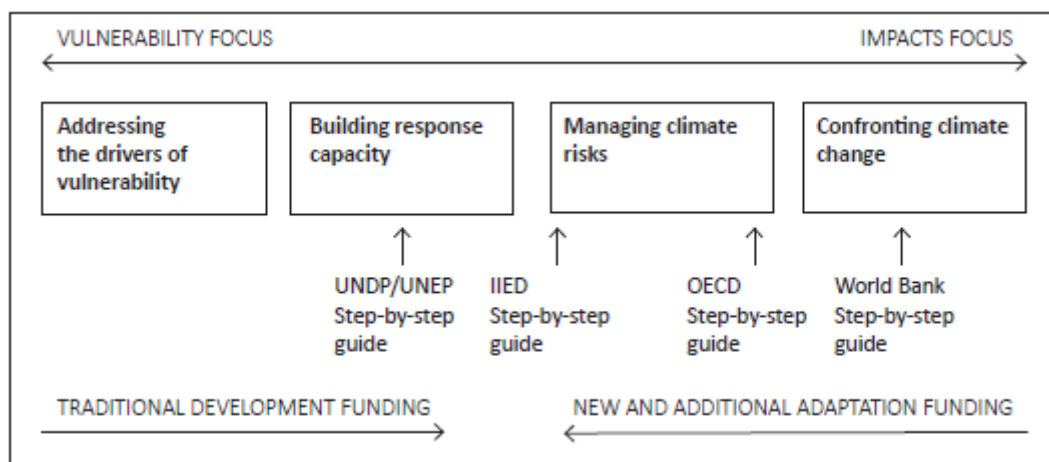 VULNERABILITY FOCUS
IMPACTS FOCUS
Addressing
the drivers of
vulnerability
Building response
capacity
Managing climate
risks
Confronting climate
change
UNDP/UNEP
Step-by-step
guide
IIED
Step-by-step
guide
OECD
Step-by-step
guide
World Bank
Step-by-step
guide
TRADITIONAL DEVELOPMENT FUNDING
NEW AND ADDITIONAL ADAPTATION FUNDING